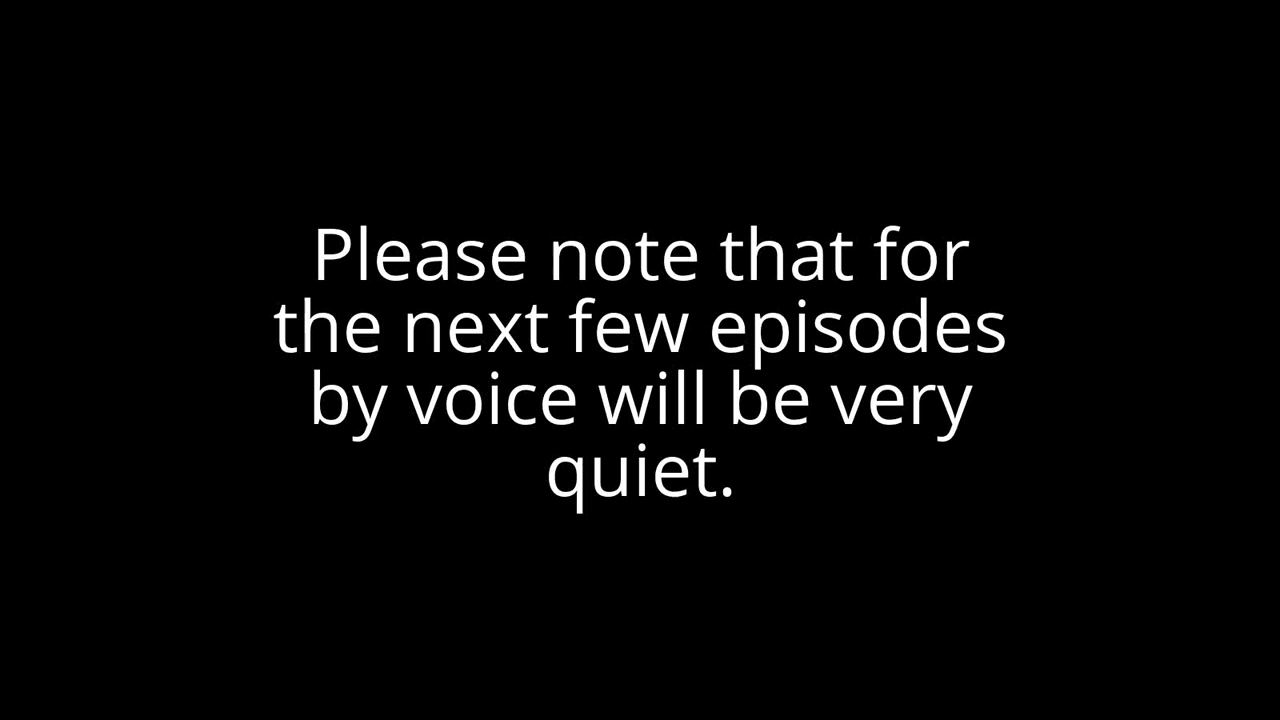 Please note that for
the next few episodes
by voice will be very
quiet.